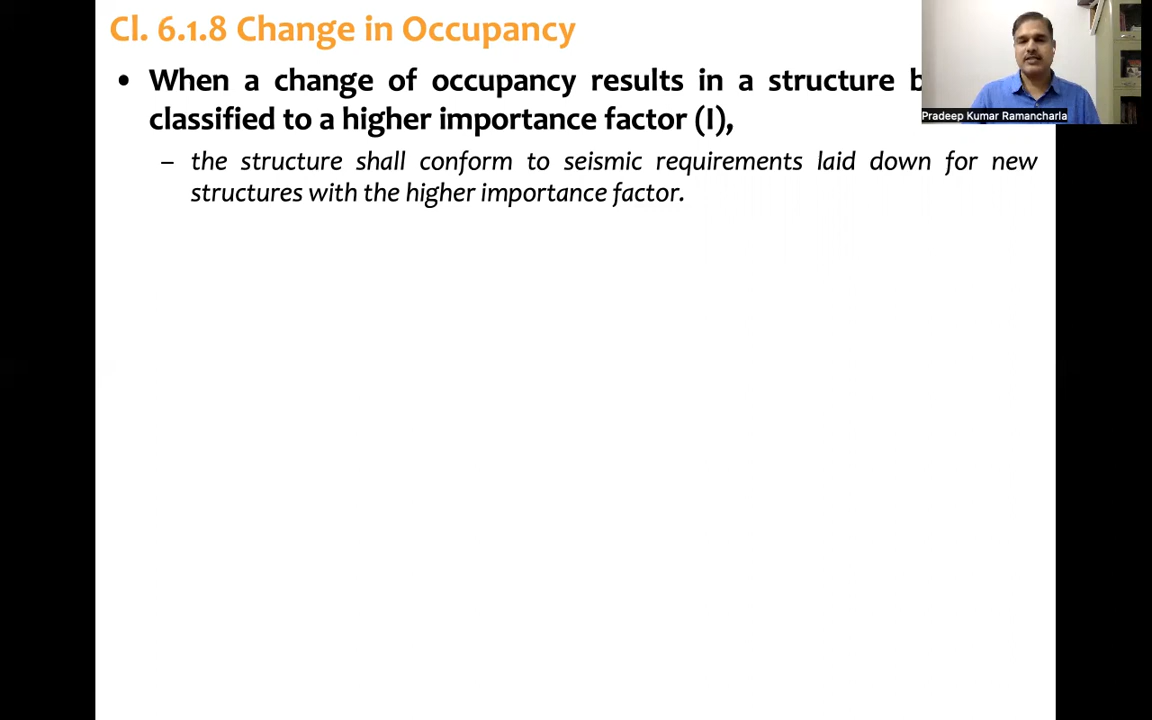 Cl. 6.1.8 Change in Occupancy
• When a change of occupancy results in a structure
classified to a higher importance factor (I),
– the structure shall conform to seismic requirements laid down for new
structures with the higher importance factor.
Pradeep Kumar Ramancharla